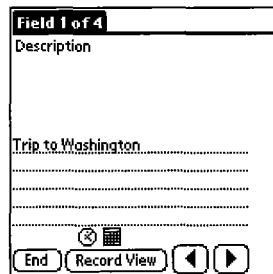 Field 1 of 4
Description
Trip to Washington
End Record View